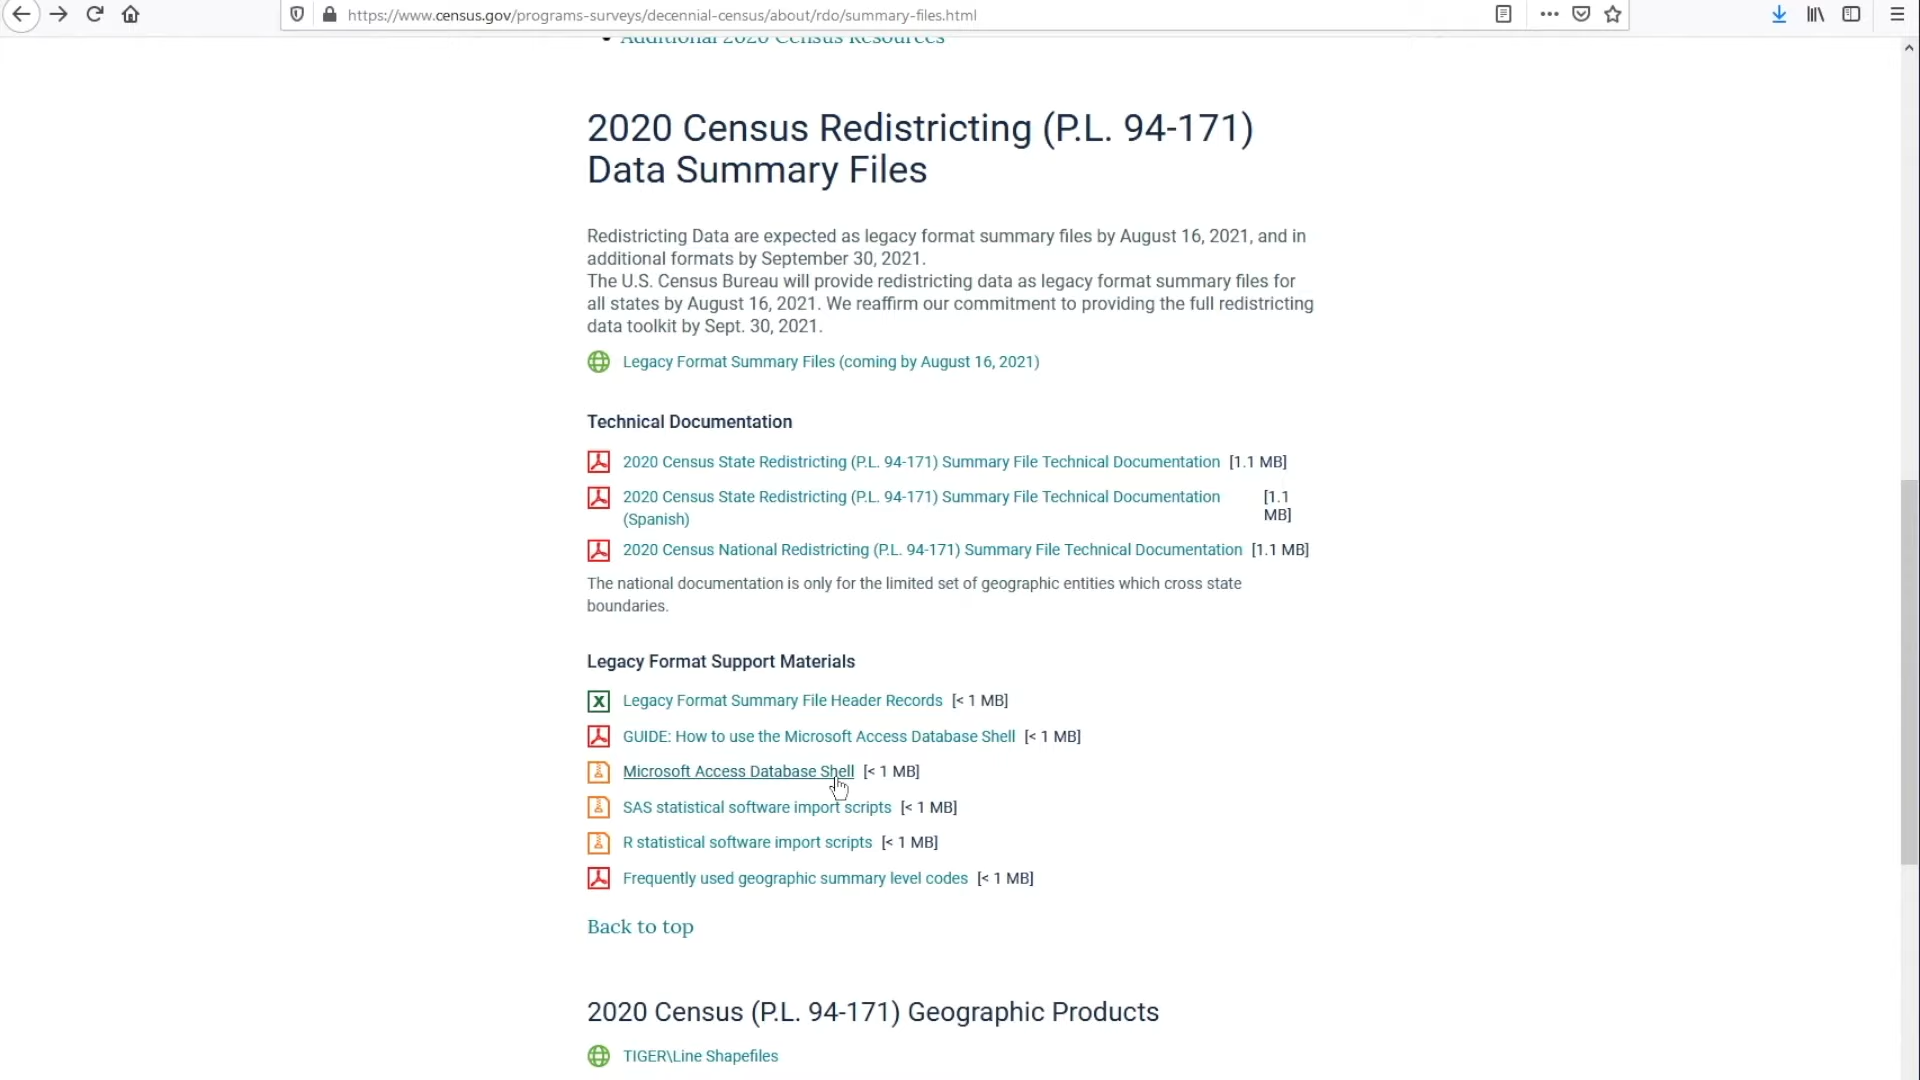 https://www.census.gov/programs-surveys/decennial-census/about/rdo/summary-files.html
Additional 2020 Census Resources
2020 Census Redistricting (P.L. 94-171)
Data Summary Files
Redistricting Data are expected as legacy format summary files by August 16, 2021, and in
additional formats by September 30, 2021.
The U.S. Census Bureau will provide redistricting data as legacy format summary files for
all states by August 16, 2021. We reaffirm our commitment to providing the full redistricting
data toolkit by Sept. 30, 2021.
Legacy Format Summary Files (coming by August 16, 2021)
Technical Documentation
2020 Census State Redistricting (P.L. 94-171) Summary File Technical Documentation [1.1 MB]
2020 Census State Redistricting (P.L. 94-171) Summary File Technical Documentation [1.1
(Spanish) MB]
2020 Census National Redistricting (P.L. 94-171) Summary File Technical Documentation [1.1 MB]
The national documentation is only for the limited set of geographic entities which cross state
boundaries.
Legacy Format Support Materials
Legacy Format Summary File Header Records [< 1 MB]
GUIDE: How to use the Microsoft Access Database Shell [< 1 MB]
Microsoft Access Database Shell [< 1 MB]
SAS statistical software import scripts [< 1 MB]
R statistical software import scripts [< 1 MB]
Frequently used geographic summary level codes [< 1 MB]
Back to top
2020 Census (P.L. 94-171) Geographic Products
TIGER\Line Shapefiles